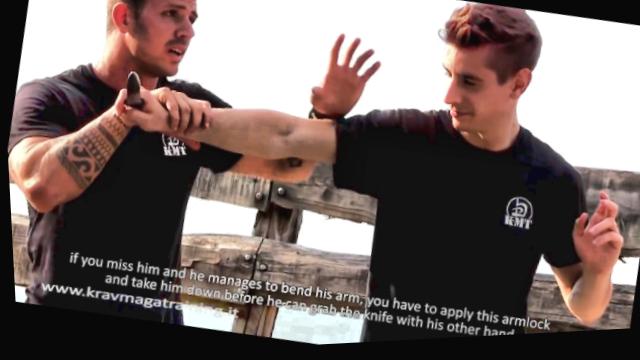 KMT
KMT
if you miss him and he manages to bend his arm, you have to apply this armlock
and take him down before he can grab the knife with his other hand
www.kravmagatraining.it